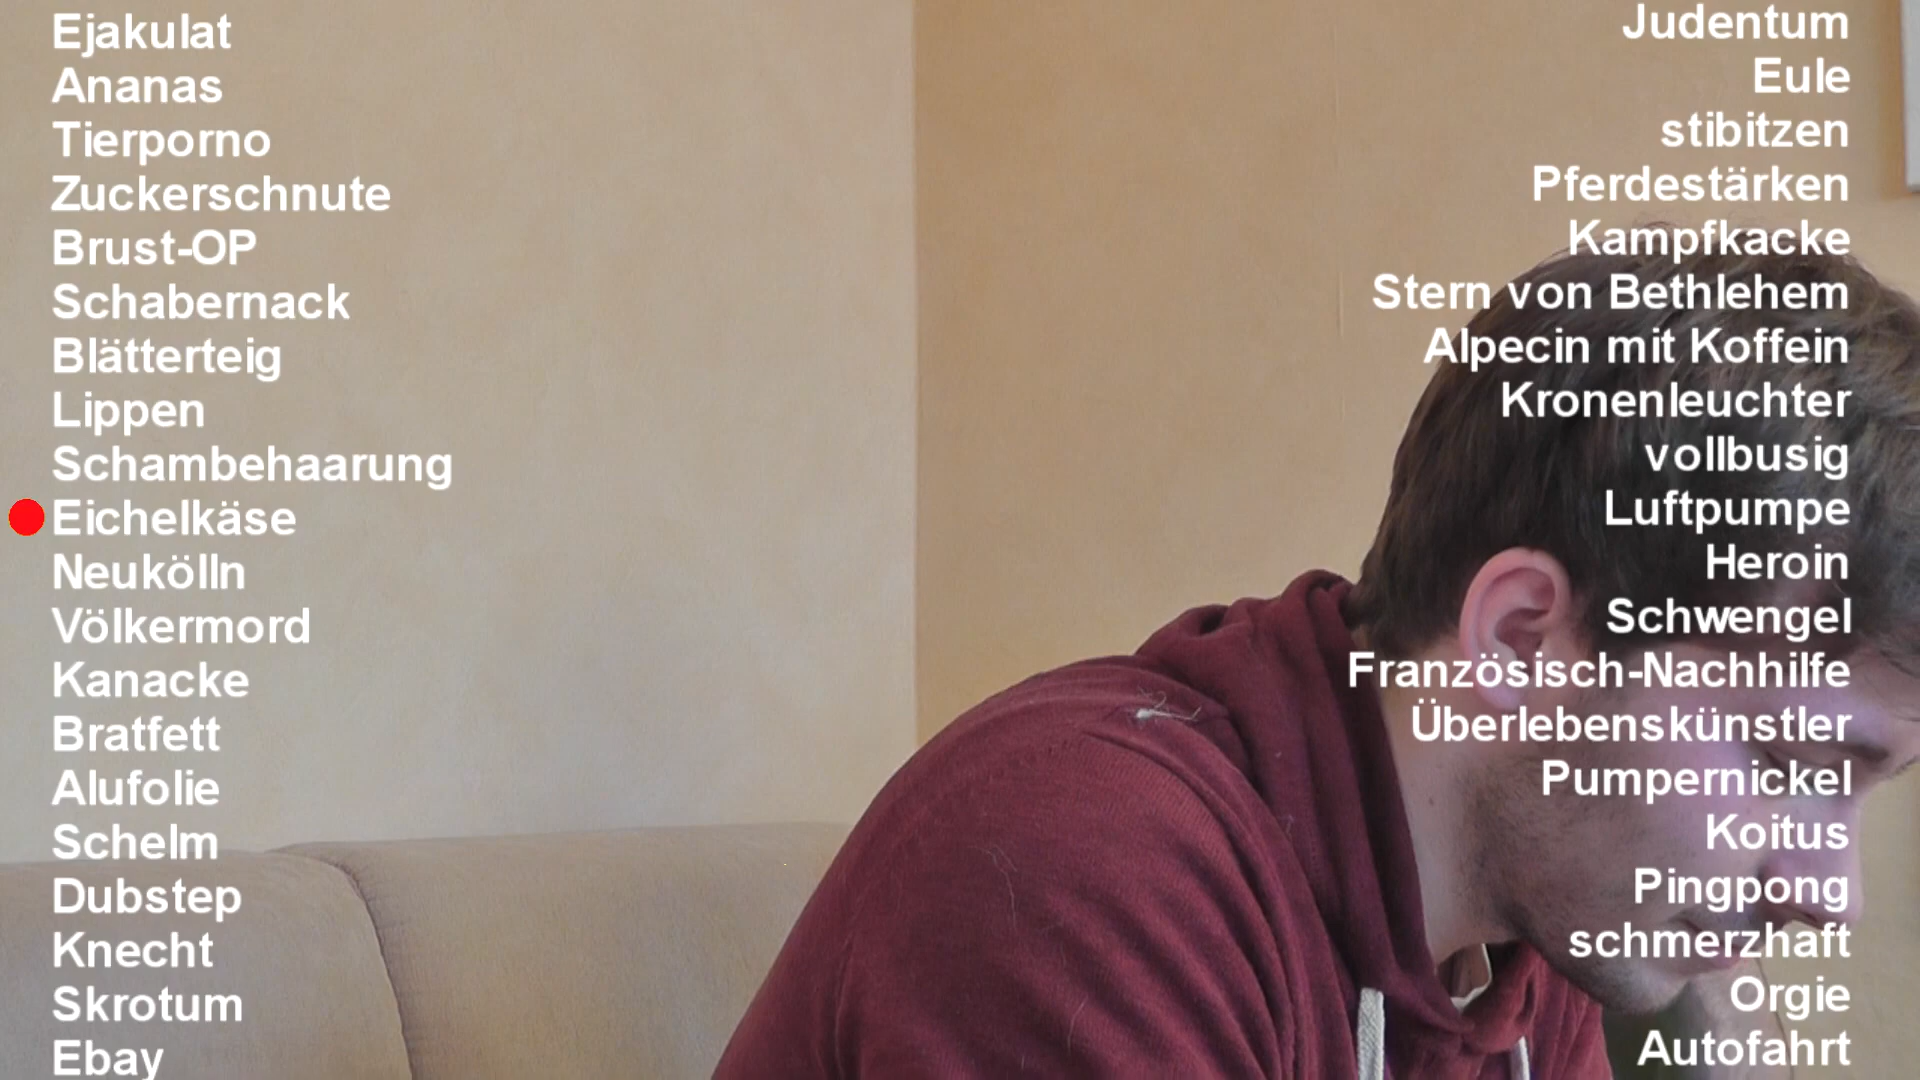 Ejakulat
Ananas
Tierporno
Zuckerschnute
Brust-OP
Schabernack
Blätterteig
Lippen
Schambehaarung
Eichelkäse
Neukölln
Völkermord
Kanacke
Bratfett
Alufolie
Schelm
Dubstep
Knecht
Skrotum
Ebay
Judentum
Eule
stibitzen
Pferdestärken
Kampfkacke
Stern von Bethlehem
Alpecin mit Koffein
Kronenleuchter
vollbusig
Luftpumpe
Heroin
Schwengel
Französisch-Nachhilfe
Überlebenskünstler
Pumpernickel
Koitus
Pingpong
schmerzhaft
Orgie
Autofahrt